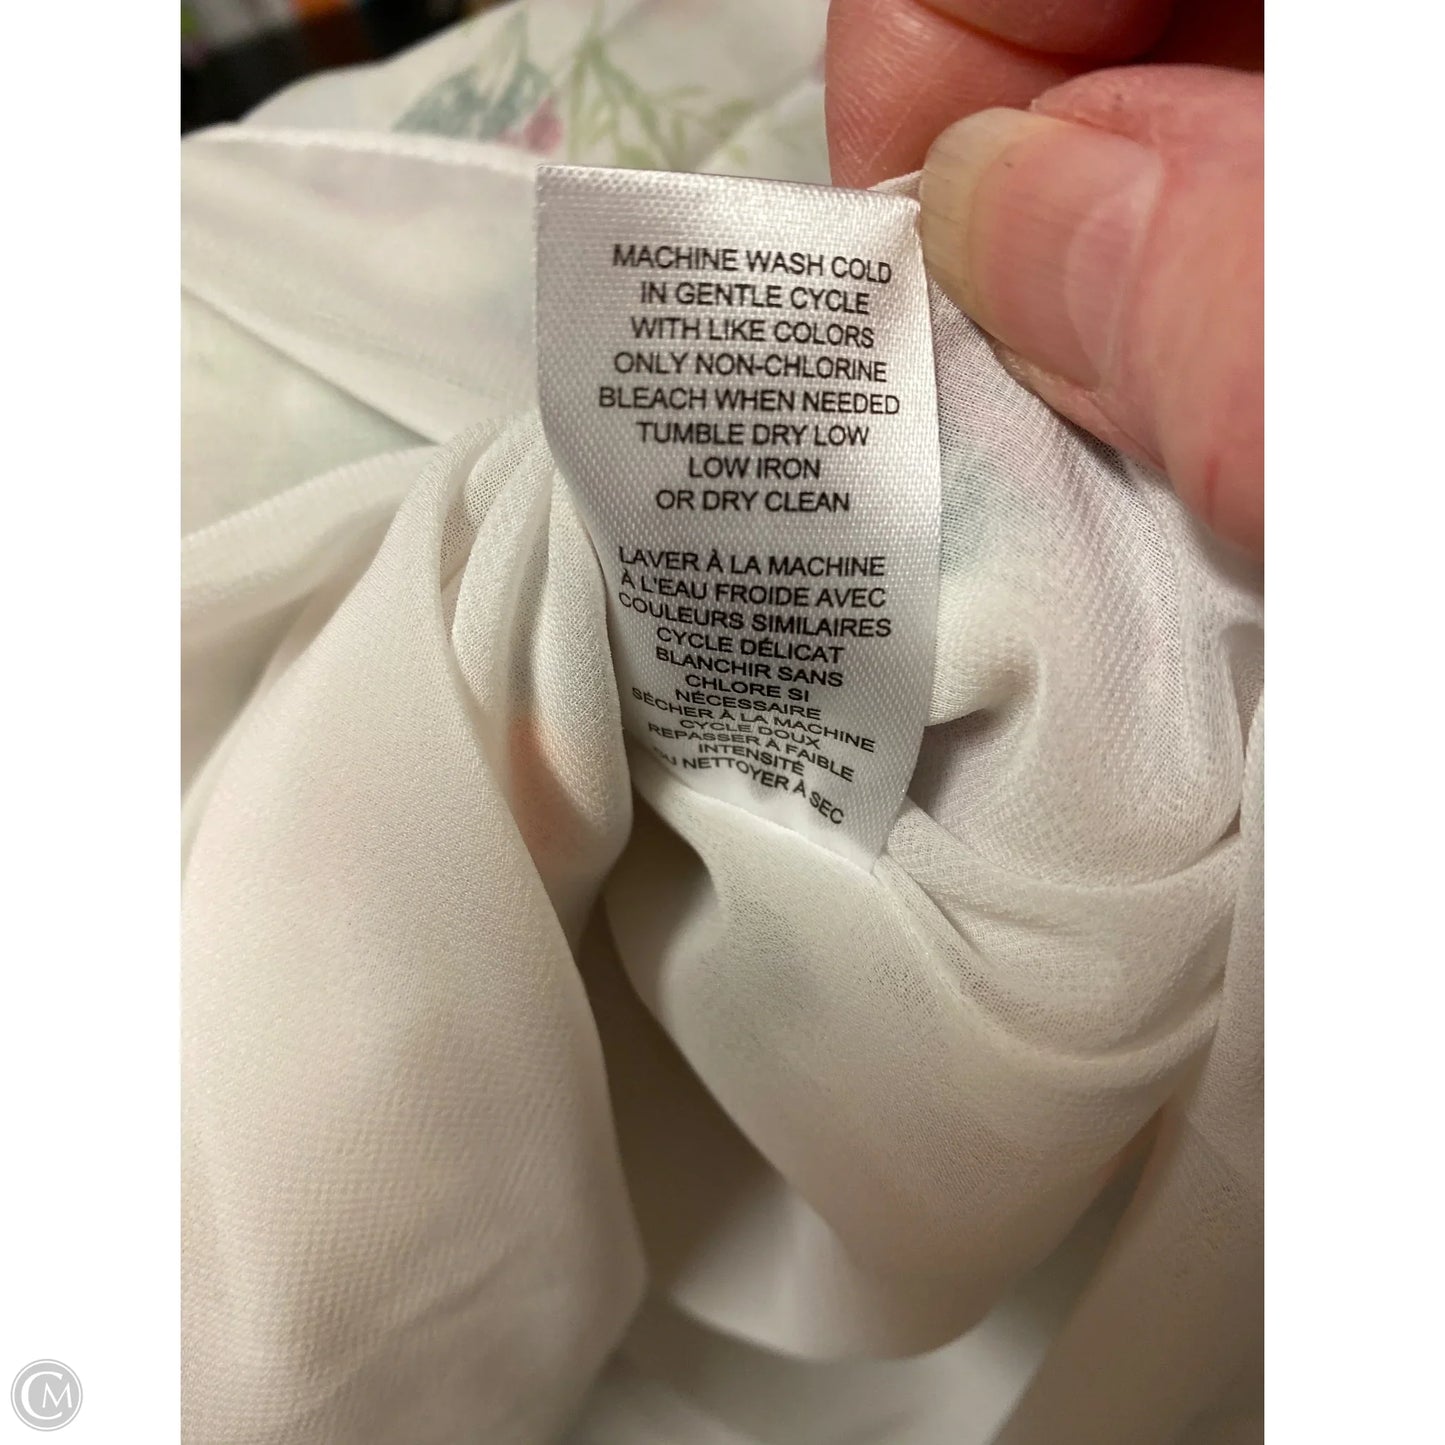 MACHINE WASH COLD
IN GENTLE CYCLE
WITH LIKE COLORS
ONLY NON-CHLORINE
BLEACH WHEN NEEDED
TUMBLE DRY LOW
LOW IRON
OR DRY CLEAN
LAVER À LA MACHINE
À L'EAU FROIDE AVEC
COULEURS SIMILAIRES
CYCLE DÉLICAT
BLANCHIR SANS
CHLORE SI
NÉCESSAIRE
SÉCHER À LA MACHINE
CYCLE DOUX
REPASSER À FAIBLE
INTENSITÉ
OU NETTOYER À SEC
CM